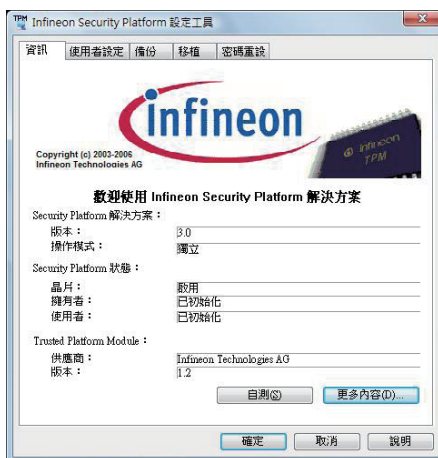 Infineon Security Platform 設定工具
資訊 使用者設定 備份 移植 密碼重設
infineon
Copyright (c) 2003-2006
Infineon Technologies AG
infineon
TPM
歡迎使用 Infineon Security Platform 解決方案
Security Platform 解決方案：
版本： 3.0
操作模式： 獨立
Security Platform 狀態：
晶片： 啟用
擁有者： 已初始化
使用者： 已初始化
Trusted Platform Module：
供應商： Infineon Technologies AG
版本： 1.2
自測(S) 更多內容(D)...
確定 取消 說明